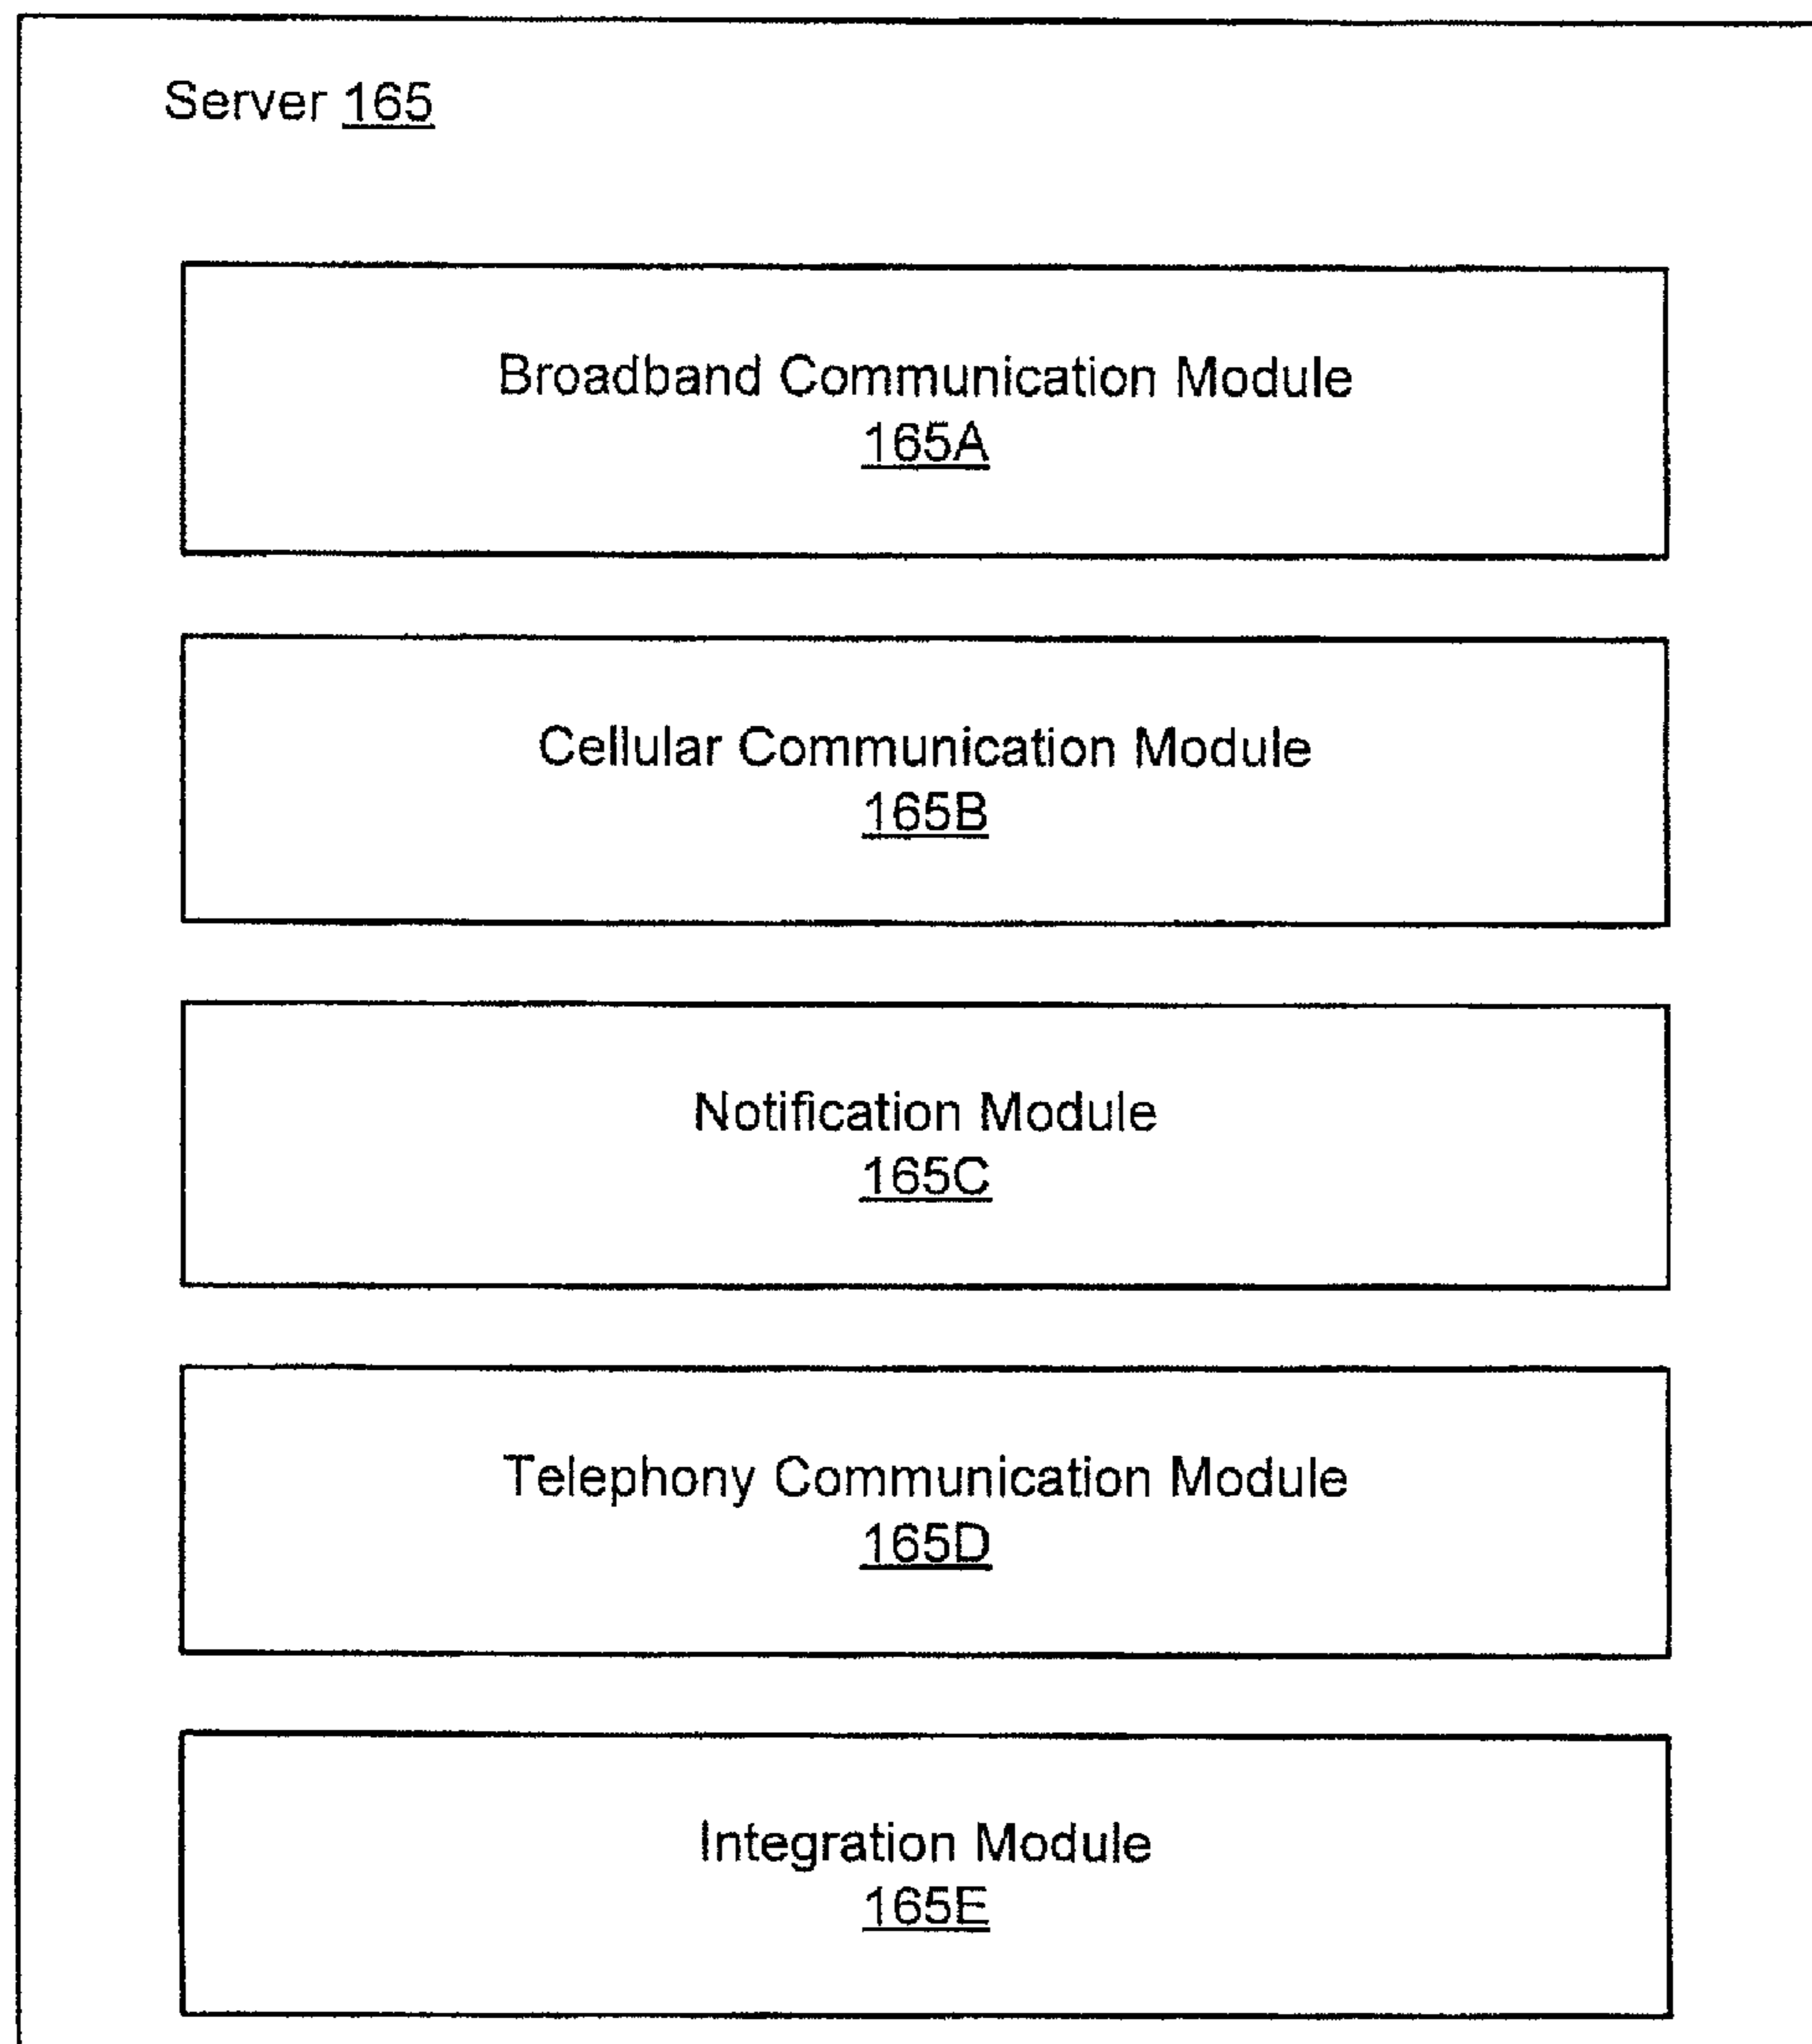 Server 165
Broadband Communication Module
165A
Cellular Communication Module
165B
Notification Module
165C
Telephony Communication Module
165D
Integration Module
165E